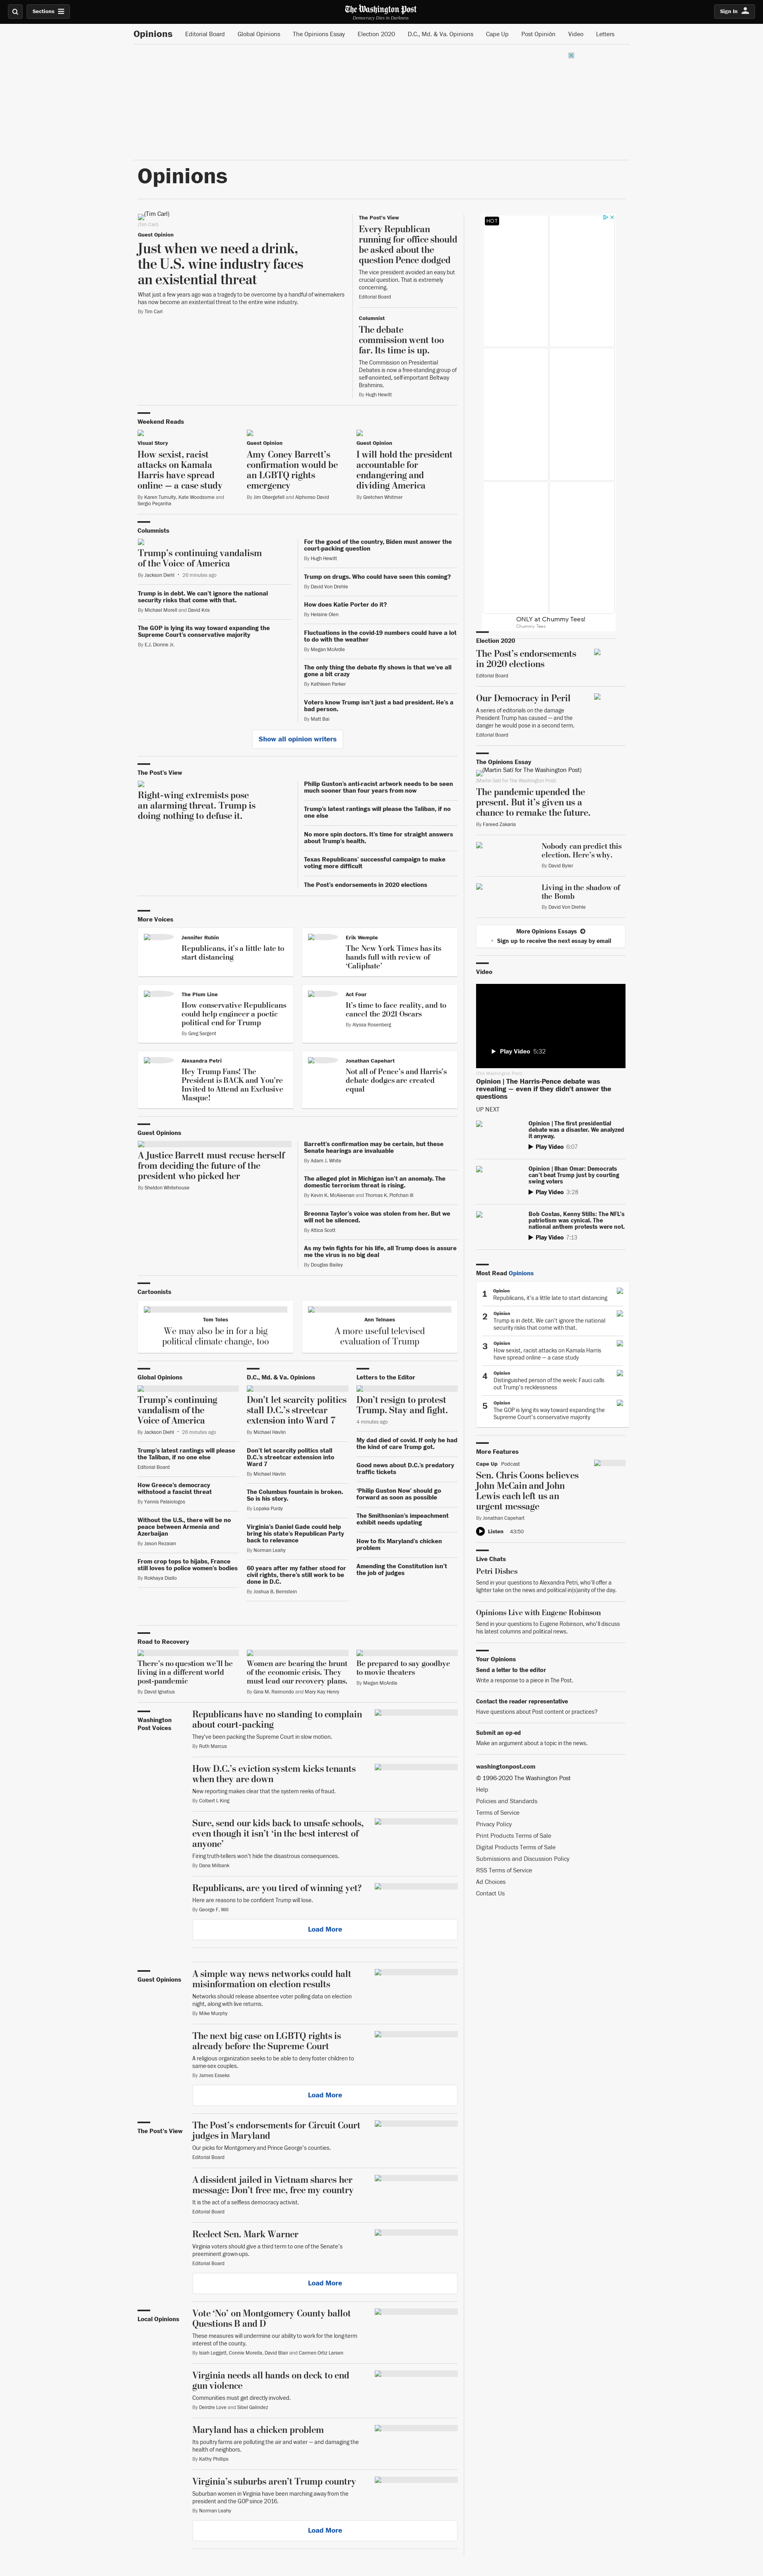 Sections
The Washington Post
Democracy Dies in Darkness
Sign In
Opinions
Editorial Board
Global Opinions
The Opinions Essay
Election 2020
D.C., Md. & Va. Opinions
Cape Up
Post Opinión
Video
Letters
Opinions
(Tim Carl)
(Tim Carl)
Guest Opinion
Just when we need a drink,
the U.S. wine industry faces
an existential threat
What just a few years ago was a tragedy to be overcome by a handful of winemakers
has now become an existential threat to the entire wine industry.
By Tim Carl
The Post's View
Every Republican
running for office should
be asked about the
question Pence dodged
The vice president avoided an easy but
crucial question. That is extremely
concerning.
Editorial Board
Columnist
The debate
commission went too
far. Its time is up.
The Commission on Presidential
Debates is now a free-standing group of
self-anointed, self-important Beltway
Brahmins.
By Hugh Hewitt
Weekend Reads
Visual Story
How sexist, racist
attacks on Kamala
Harris have spread
online — a case study
By Karen Tumulty, Kate Woodsome and
Sergio Peçanha
Guest Opinion
Amy Coney Barrett's
confirmation would be
an LGBTQ rights
emergency
By Jim Obergefell and Alphonso David
Guest Opinion
I will hold the president
accountable for
endangering and
dividing America
By Gretchen Whitmer
Columnists
Trump's continuing vandalism
of the Voice of America
By Jackson Diehl • 26 minutes ago
Trump is in debt. We can't ignore the national
security risks that come with that.
By Michael Morell and David Kris
The GOP is lying its way toward expanding the
Supreme Court's conservative majority
By E.J. Dionne Jr.
For the good of the country, Biden must answer the
court-packing question
By Hugh Hewitt
Trump on drugs. Who could have seen this coming?
By David Von Drehle
How does Katie Porter do it?
By Helaine Olen
Fluctuations in the covid-19 numbers could have a lot
to do with the weather
By Megan McArdle
The only thing the debate fly shows is that we've all
gone a bit crazy
By Kathleen Parker
Voters know Trump isn't just a bad president. He's a
bad person.
By Matt Bai
Show all opinion writers
The Post's View
Right-wing extremists pose
an alarming threat. Trump is
doing nothing to defuse it.
Philip Guston's anti-racist artwork needs to be seen
much sooner than four years from now
Trump's latest rantings will please the Taliban, if no
one else
No more spin doctors. It's time for straight answers
about Trump's health.
Texas Republicans' successful campaign to make
voting more difficult
The Post's endorsements in 2020 elections
More Voices
Jennifer Rubin
Republicans, it's a little late to
start distancing
Erik Wemple
The New York Times has its
hands full with review of
'Caliphate'
The Plum Line
How conservative Republicans
could help engineer a poetic
political end for Trump
By Greg Sargent
Act Four
It's time to face reality, and to
cancel the 2021 Oscars
By Alyssa Rosenberg
Alexandra Petri
Hey Trump Fans! The
President is BACK and You're
Invited to Attend an Exclusive
Masque!
Jonathan Capehart
Not all of Pence's and Harris's
debate dodges are created
equal
Guest Opinions
A Justice Barrett must recuse herself
from deciding the future of the
president who picked her
By Sheldon Whitehouse
Barrett's confirmation may be certain, but these
Senate hearings are invaluable
By Adam J. White
The alleged plot in Michigan isn't an anomaly. The
domestic terrorism threat is rising.
By Kevin K. McAleenan and Thomas K. Plofchan III
Breonna Taylor's voice was stolen from her. But we
will not be silenced.
By Attica Scott
As my twin fights for his life, all Trump does is assure
me the virus is no big deal
By Douglas Bailey
Cartoonists
Tom Toles
We may also be in for a big
political climate change, too
Ann Telnaes
A more useful televised
evaluation of Trump
Global Opinions
Trump's continuing
vandalism of the
Voice of America
By Jackson Diehl • 26 minutes ago
Trump's latest rantings will please
the Taliban, if no one else
Editorial Board
How Greece's democracy
withstood a fascist threat
By Yannis Palaiologos
Without the U.S., there will be no
peace between Armenia and
Azerbaijan
By Jason Rezaian
From crop tops to hijabs, France
still loves to police women's bodies
By Rokhaya Diallo
D.C., Md. & Va. Opinions
Don't let scarcity politics
stall D.C.'s streetcar
extension into Ward 7
By Michael Havlin
Don't let scarcity politics stall
D.C.'s streetcar extension into
Ward 7
By Michael Havlin
The Columbus fountain is broken.
So is his story.
By Lopaka Purdy
Virginia's Daniel Gade could help
bring his state's Republican Party
back to relevance
By Norman Leahy
60 years after my father stood for
civil rights, there's still work to be
done in D.C.
By Joshua B. Bernstein
Letters to the Editor
Don't resign to protest
Trump. Stay and fight.
4 minutes ago
My dad died of covid. If only he had
the kind of care Trump got.
Good news about D.C.'s predatory
traffic tickets
'Philip Guston Now' should go
forward as soon as possible
The Smithsonian's impeachment
exhibit needs updating
How to fix Maryland's chicken
problem
Amending the Constitution isn't
the job of judges
Road to Recovery
There's no question we'll be
living in a different world
post-pandemic
By David Ignatius
Women are bearing the brunt
of the economic crisis. They
must lead our recovery plans.
By Gina M. Raimondo and Mary Kay Henry
Be prepared to say goodbye
to movie theaters
By Megan McArdle
Washington
Post Voices
Republicans have no standing to complain
about court-packing
They've been packing the Supreme Court in slow motion.
By Ruth Marcus
How D.C.'s eviction system kicks tenants
when they are down
New reporting makes clear that the system reeks of fraud.
By Colbert I. King
Sure, send our kids back to unsafe schools,
even though it isn't 'in the best interest of
anyone'
Firing truth-tellers won't hide the disastrous consequences.
By Dana Milbank
Republicans, are you tired of winning yet?
Here are reasons to be confident Trump will lose.
By George F. Will
Load More
Guest Opinions
A simple way news networks could halt
misinformation on election results
Networks should release absentee voter polling data on election
night, along with live returns.
By Mike Murphy
The next big case on LGBTQ rights is
already before the Supreme Court
A religious organization seeks to be able to deny foster children to
same-sex couples.
By James Esseks
Load More
The Post's View
The Post's endorsements for Circuit Court
judges in Maryland
Our picks for Montgomery and Prince George's counties.
Editorial Board
A dissident jailed in Vietnam shares her
message: Don't free me, free my country
It is the act of a selfless democracy activist.
Editorial Board
Reelect Sen. Mark Warner
Virginia voters should give a third term to one of the Senate's
preeminent grown-ups.
Editorial Board
Load More
Local Opinions
Vote 'No' on Montgomery County ballot
Questions B and D
These measures will undermine our ability to work for the long-term
interest of the county.
By Isiah Leggett, Connie Morella, David Blair and Carmen Ortiz Larsen
Virginia needs all hands on deck to end
gun violence
Communities must get directly involved.
By Deirdre Love and Sibel Galindez
Maryland has a chicken problem
Its poultry farms are polluting the air and water — and damaging the
health of neighbors.
By Kathy Phillips
Virginia's suburbs aren't Trump country
Suburban women in Virginia have been marching away from the
president and the GOP since 2016.
By Norman Leahy
Load More
HOT
ONLY at Chummy Tees!
Chummy Tees
Election 2020
The Post's endorsements
in 2020 elections
Editorial Board
Our Democracy in Peril
A series of editorials on the damage
President Trump has caused — and the
danger he would pose in a second term.
Editorial Board
The Opinions Essay
(Martín Satí for The Washington Post)
(Martín Satí for The Washington Post)
The pandemic upended the
present. But it's given us a
chance to remake the future.
By Fareed Zakaria
Nobody can predict this
election. Here's why.
By David Byler
Living in the shadow of
the Bomb
By David Von Drehle
More Opinions Essays
• Sign up to receive the next essay by email
Video
Play Video 5:32
(The Washington Post)
Opinion | The Harris-Pence debate was
revealing — even if they didn't answer the
questions
UP NEXT
Opinion | The first presidential
debate was a disaster. We analyzed
it anyway.
Play Video 6:07
Opinion | Ilhan Omar: Democrats
can't beat Trump just by courting
swing voters
Play Video 3:28
Bob Costas, Kenny Stills: The NFL's
patriotism was cynical. The
national anthem protests were not.
Play Video 7:13
Most Read Opinions
1
Opinion
Republicans, it's a little late to start distancing
2
Opinion
Trump is in debt. We can't ignore the national
security risks that come with that.
3
Opinion
How sexist, racist attacks on Kamala Harris
have spread online — a case study
4
Opinion
Distinguished person of the week: Fauci calls
out Trump's recklessness
5
Opinion
The GOP is lying its way toward expanding the
Supreme Court's conservative majority
More Features
Cape Up Podcast
Sen. Chris Coons believes
John McCain and John
Lewis each left us an
urgent message
By Jonathan Capehart
Listen 43:50
Live Chats
Petri Dishes
Send in your questions to Alexandra Petri, who'll offer a
lighter take on the news and political in(s)anity of the day.
Opinions Live with Eugene Robinson
Send in your questions to Eugene Robinson, who'll discuss
his latest columns and political news.
Your Opinions
Send a letter to the editor
Write a response to a piece in The Post.
Contact the reader representative
Have questions about Post content or practices?
Submit an op-ed
Make an argument about a topic in the news.
washingtonpost.com
© 1996-2020 The Washington Post
Help
Policies and Standards
Terms of Service
Privacy Policy
Print Products Terms of Sale
Digital Products Terms of Sale
Submissions and Discussion Policy
RSS Terms of Service
Ad Choices
Contact Us